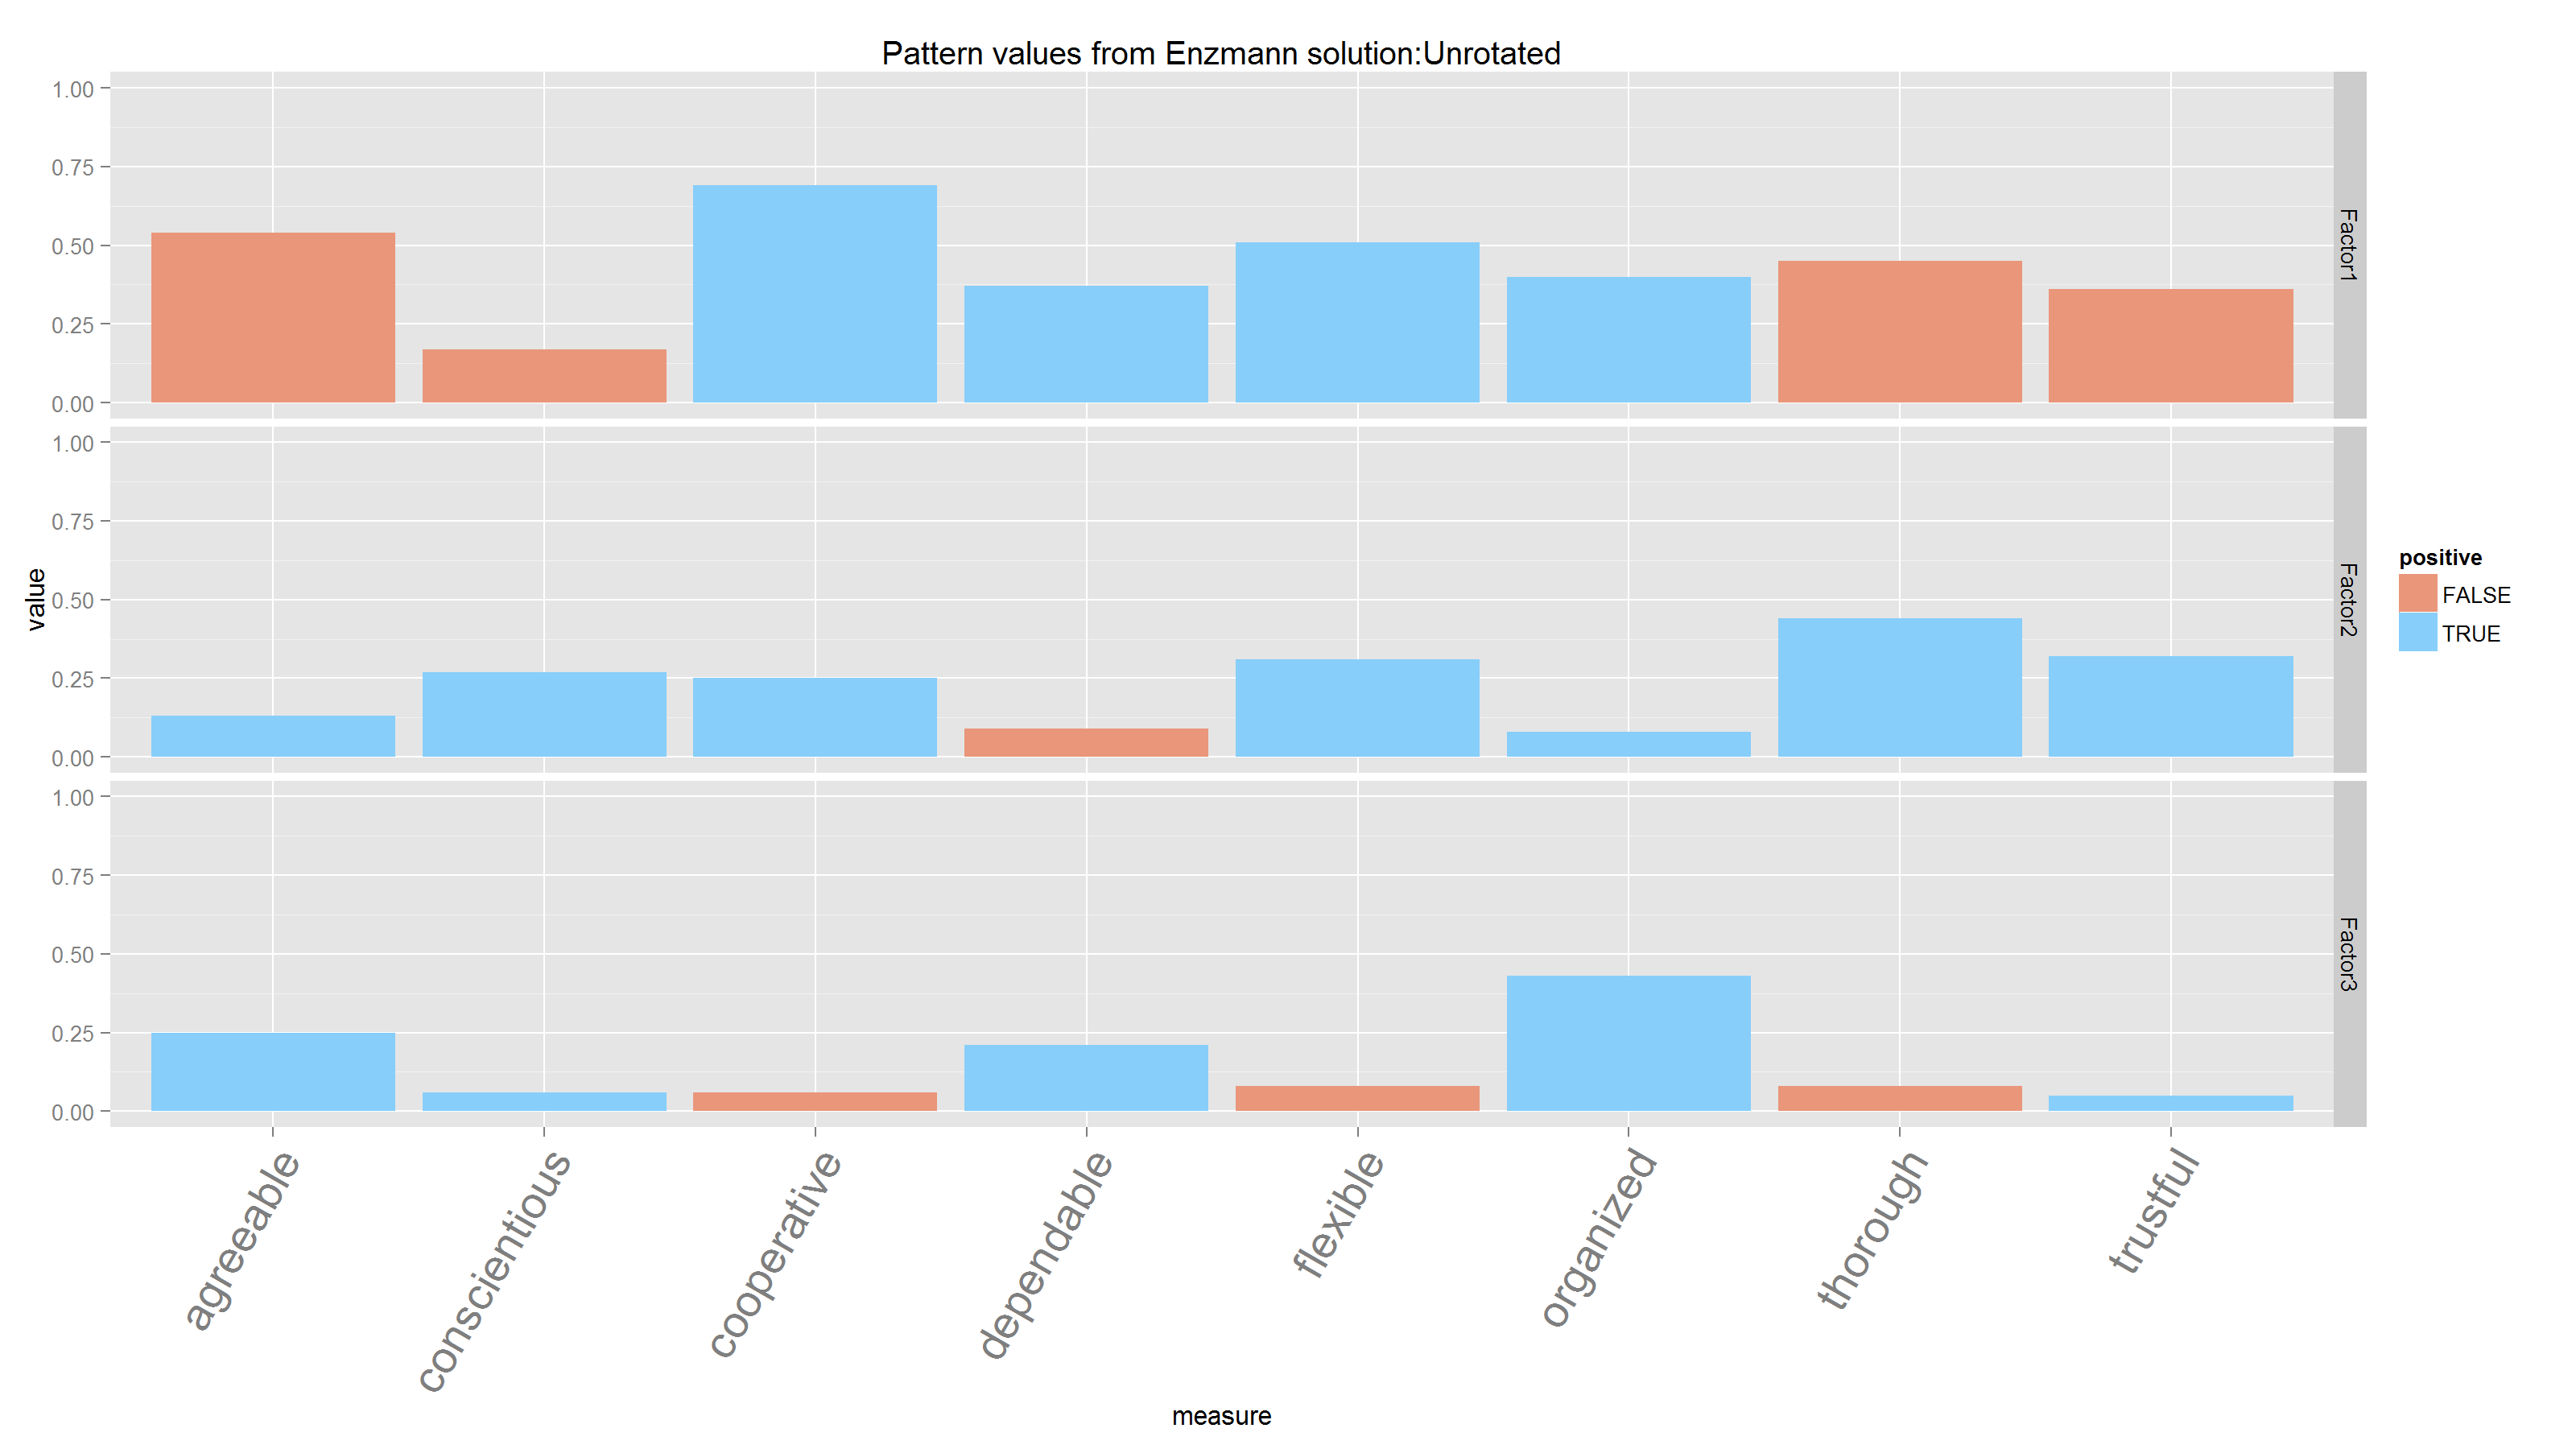 Pattern values from Enzmann solution:Unrotated
1.00
0.75
0.50
0.25
0.00
Factor1
1.00
0.75
0.50
0.25
0.00
Factor2
value
1.00
0.75
0.50
0.25
0.00
Factor3
agreeable
conscientious
cooperative
dependable
flexible
organized
thorough
trustful
measure
positive
FALSE
TRUE